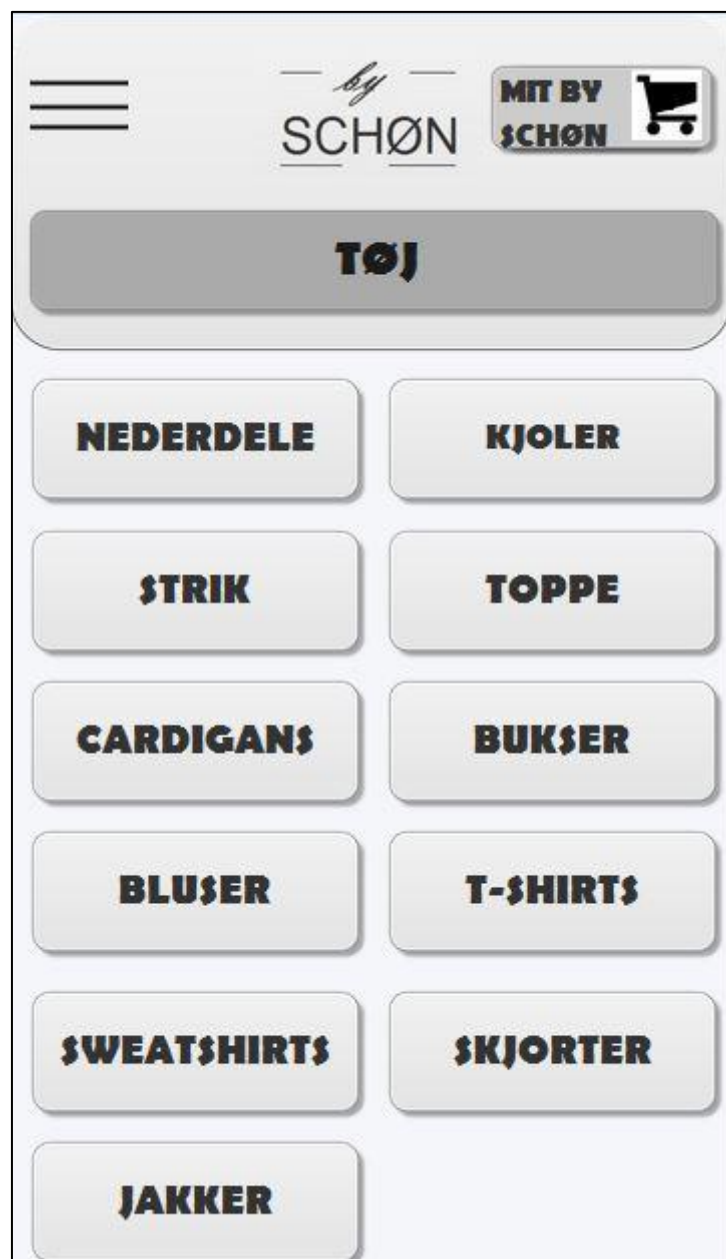 by
SCHØN
MIT BY
SCHØN
TØJ
NEDERDELE
KJOLER
STRIK
TOPPE
CARDIGANS
BUKSER
BLUSER
T-SHIRTS
SWEATSHIRTS
SKJORTER
JAKKER